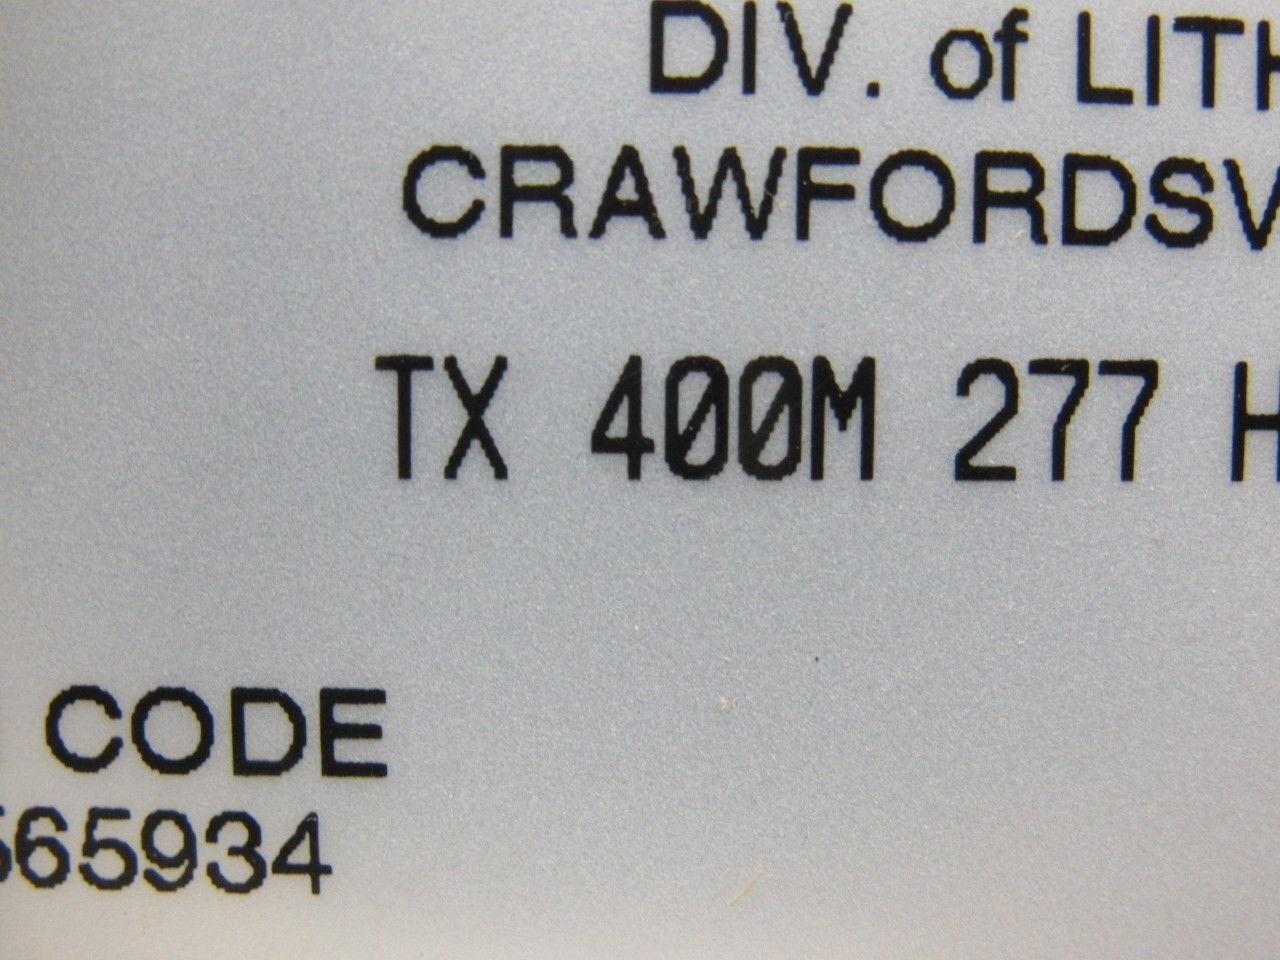 DIV. of LITH
CRAWFORDSV
TX 400M 277 H
CODE
565934